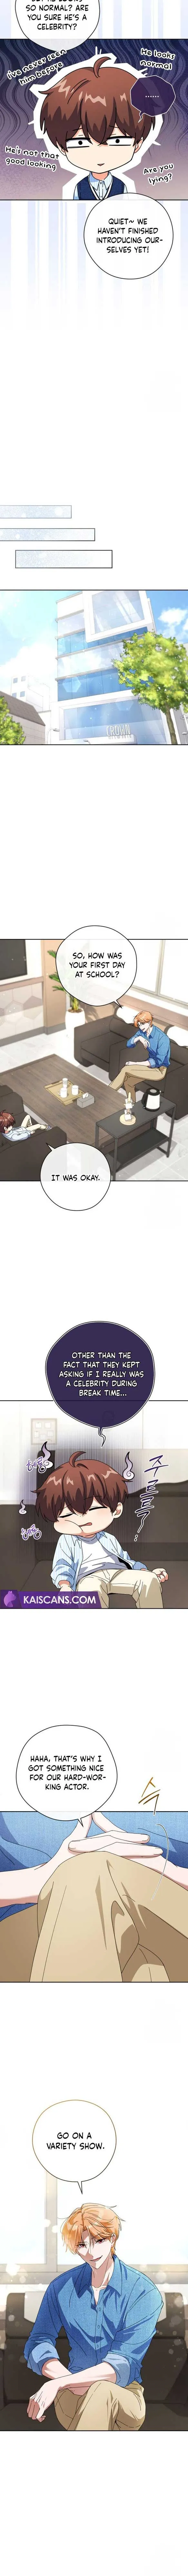 SO NORMAL? ARE
YOU SURE HE'S A
CELEBRITY?
I've never seen
him before
He looks
normal
......
He's not that
good looking
Are you
lying?
QUIET~ WE
HAVEN'T FINISHED
INTRODUCING OUR-
SELVES YET!
SO, HOW WAS
YOUR FIRST DAY
AT SCHOOL?
IT WAS OKAY.
OTHER THAN THE
FACT THAT THEY KEPT
ASKING IF I REALLY WAS
A CELEBRITY DURING
BREAK TIME...
KAISCANS.COM
HAHA, THAT'S WHY I
GOT SOMETHING NICE
FOR OUR HARD-WOR-
KING ACTOR.
스
GO ON A
VARIETY SHOW.